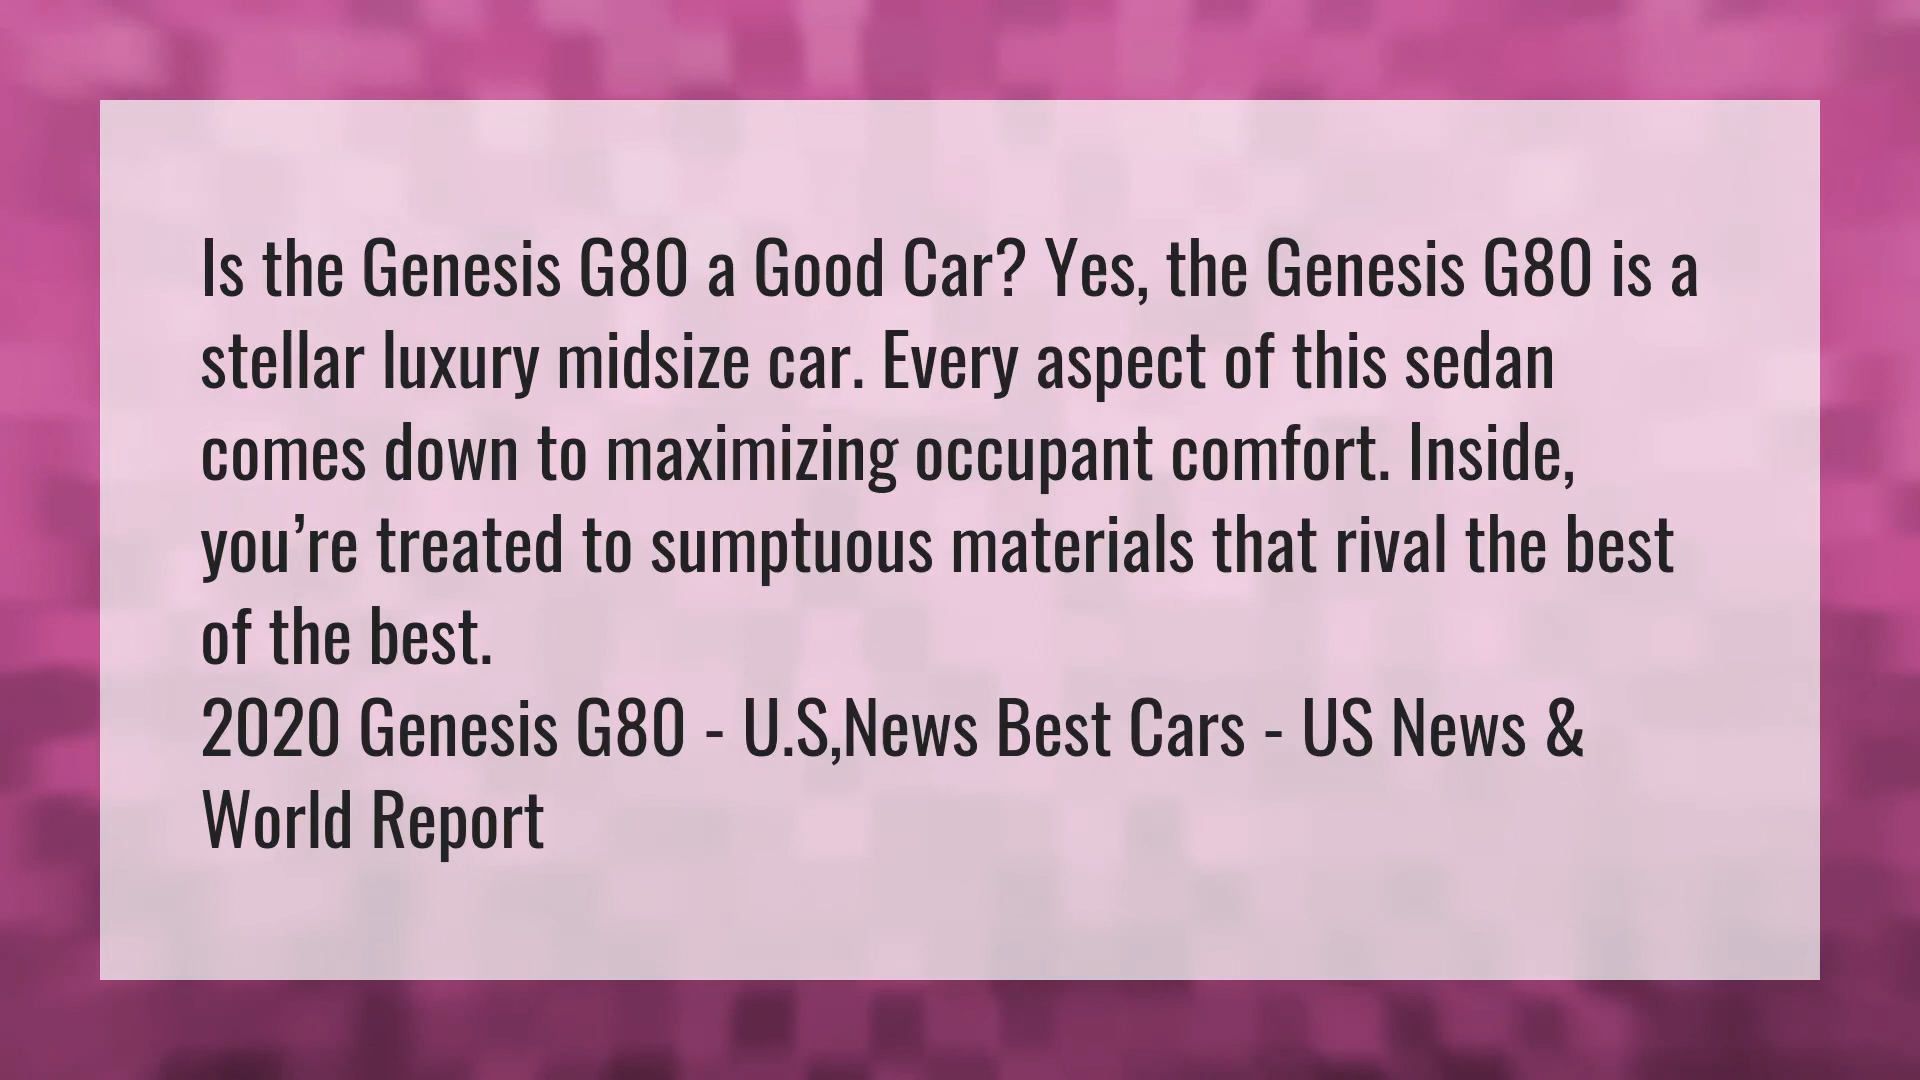 Is the Genesis G80 a Good Car? Yes, the Genesis G80 is a
stellar luxury midsize car. Every aspect of this sedan
comes down to maximizing occupant comfort. Inside,
you’re treated to sumptuous materials that rival the best
of the best.
2020 Genesis G80 - U.S,News Best Cars - US News &
World Report